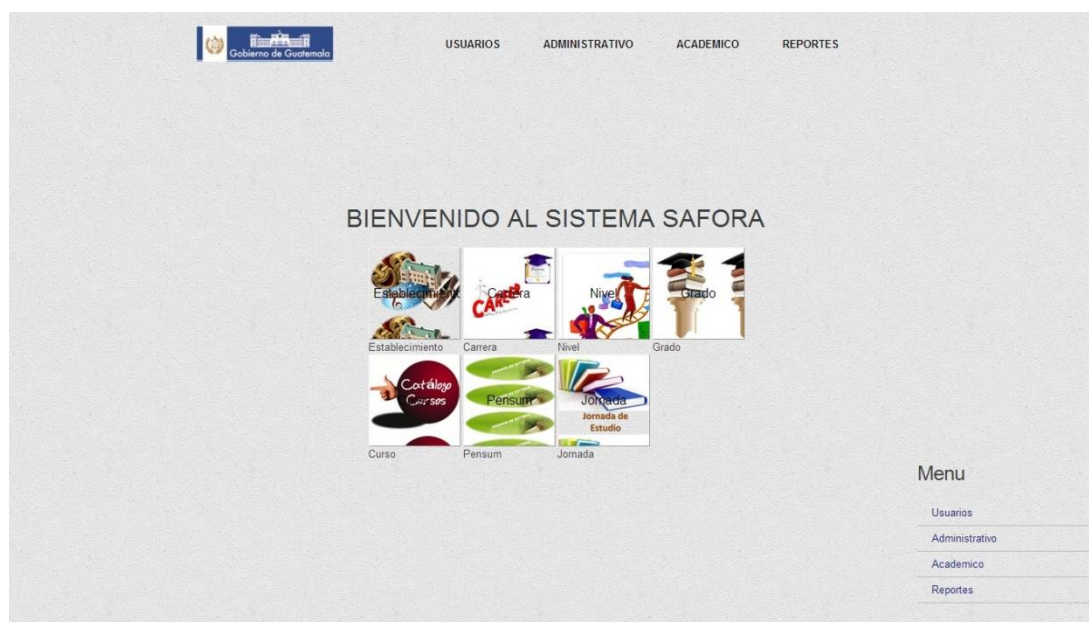 Gobierno de Guatemala
USUARIOS ADMINISTRATIVO ACADEMICO REPORTES
BIENVENIDO AL SISTEMA SAFORA
Establecimiento Carrera Nivel Grado
CAREER
Establecimiento Carrera Nivel Grado
Catálogo
Cursos
Pensum
Jornada
Jornada de
Estudio
Curso Pensum Jornada
Menu
Usuarios
Administrativo
Academico
Reportes